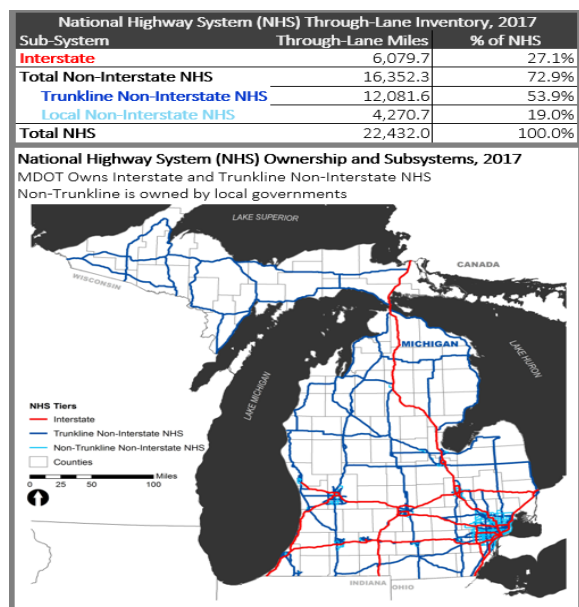 National Highway System (NHS) Through-Lane Inventory, 2017
Sub-System Through-Lane Miles % of NHS
Interstate 6,079.7 27.1%
Total Non-Interstate NHS 16,352.3 72.9%
Trunkline Non-Interstate NHS 12,081.6 53.9%
Local Non-Interstate NHS 4,270.7 19.0%
Total NHS 22,432.0 100.0%
National Highway System (NHS) Ownership and Subsystems, 2017
MDOT Owns Interstate and Trunkline Non-Interstate NHS
Non-Trunkline is owned by local governments
LAKE SUPERIOR
CANADA
WISCONSIN
MICHIGAN
LAKE HURON
LAKE MICHIGAN
NHS Tiers
Interstate
Trunkline Non-Interstate NHS
Non-Trunkline Non-Interstate NHS
Counties
Miles
0 25 50 100
INDIANA OHIO